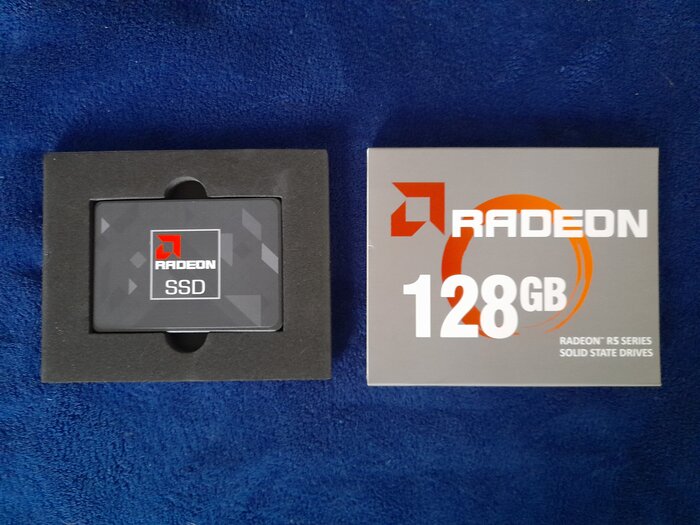 RADEON
SSD
RADEON
128GB
RADEON™ R5 SERIES
SOLID STATE DRIVES